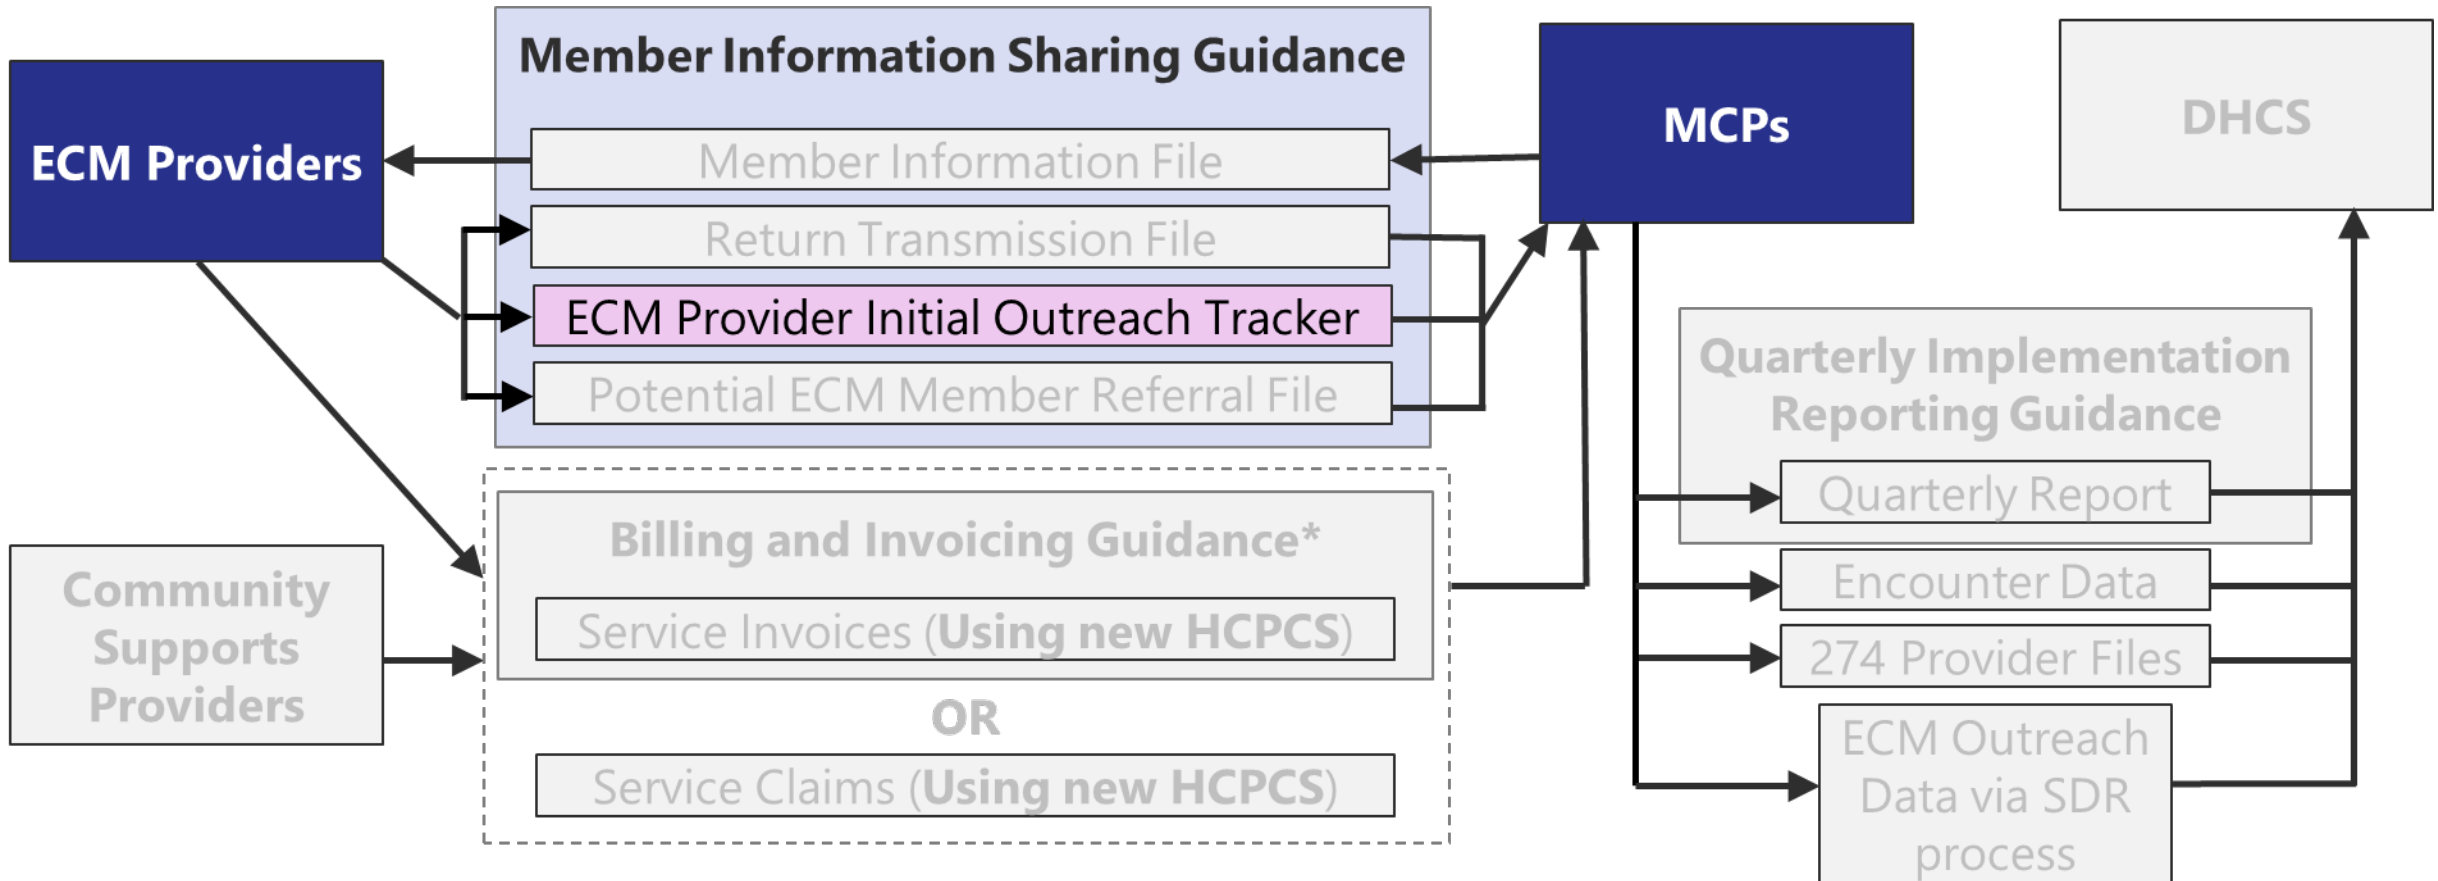 Member Information Sharing Guidance
ECM Providers
Member Information File
Return Transmission File
ECM Provider Initial Outreach Tracker
Potential ECM Member Referral File
MCPs
DHCS
Community
Supports
Providers
Billing and Invoicing Guidance*
Service Invoices (Using new HCPCS)
OR
Service Claims (Using new HCPCS)
Quarterly Implementation
Reporting Guidance
Quarterly Report
Encounter Data
274 Provider Files
ECM Outreach
Data via SDR
process